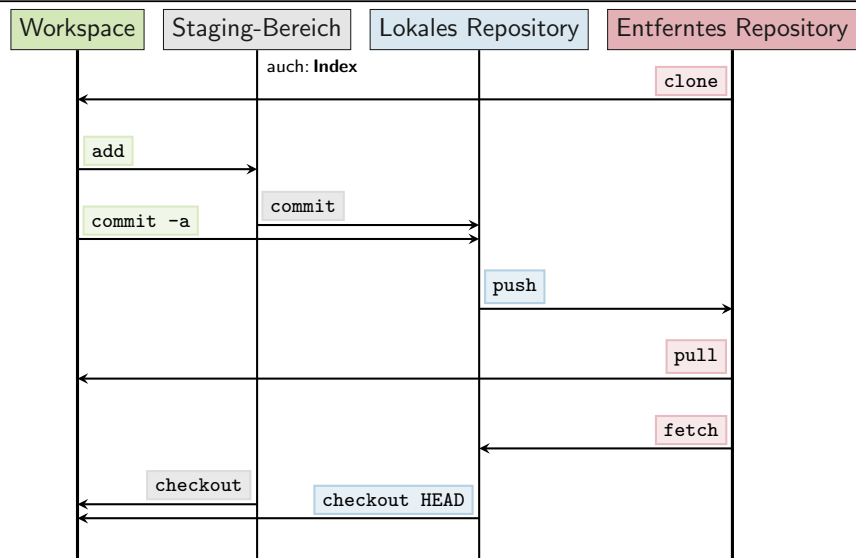 Workspace
Staging-Bereich
Lokales Repository
Entferntes Repository
auch: Index
clone
add
commit
commit -a
push
pull
fetch
checkout
checkout HEAD